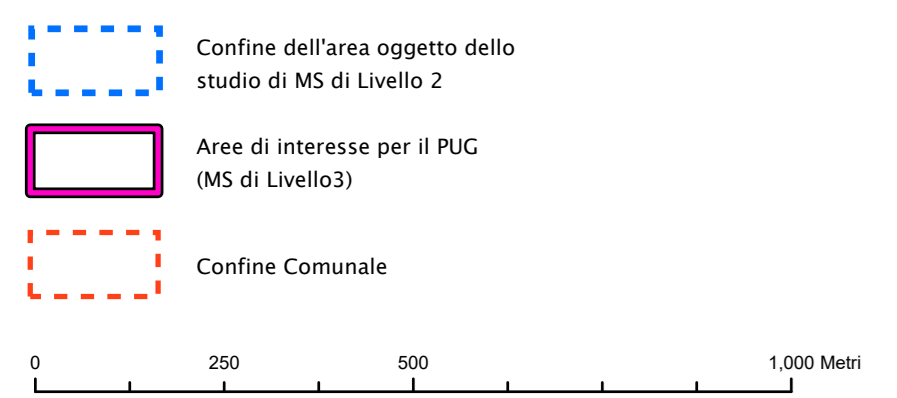 Confine dell'area oggetto dello
studio di MS di Livello 2
Aree di interesse per il PUG
(MS di Livello3)
Confine Comunale
0 250 500 1,000 Metri